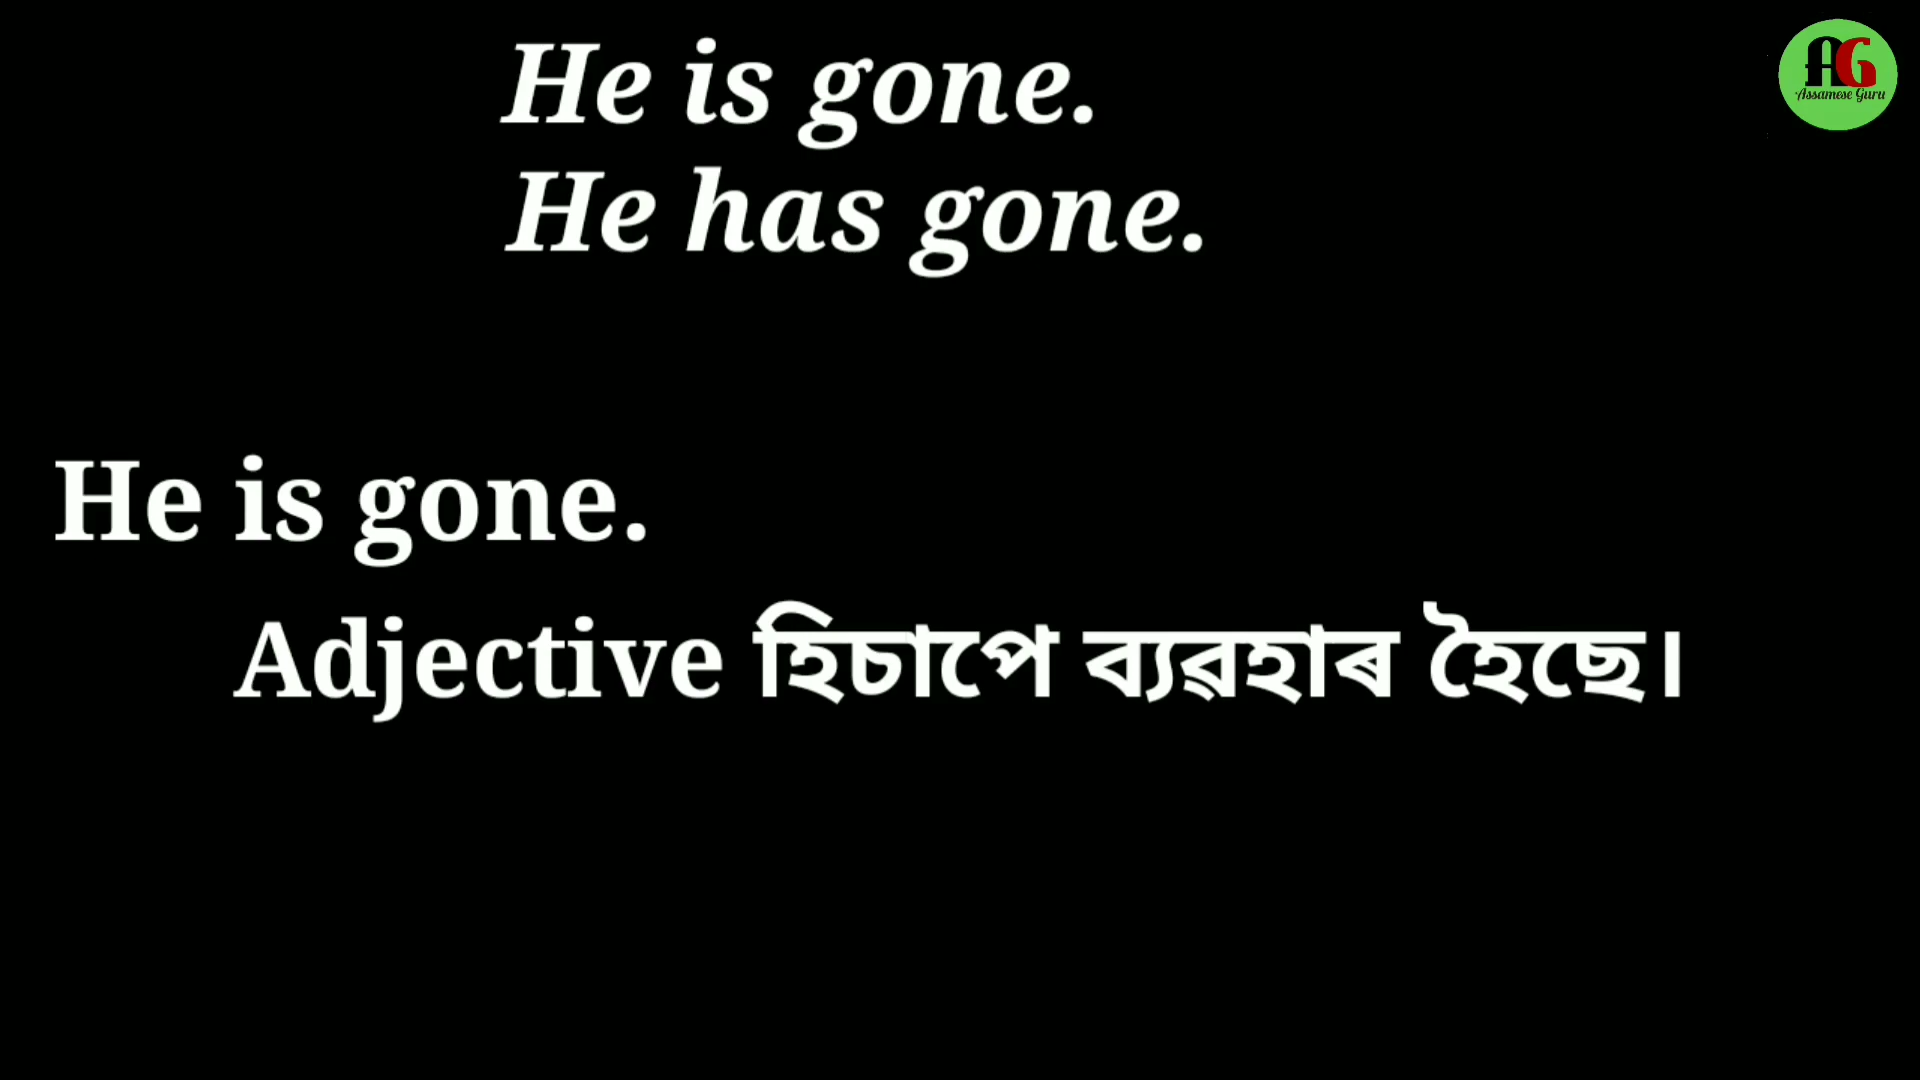 He is gone.
He has gone.
AG
Assamese Guru
He is gone.
Adjective হিচাপে ব্যৱহাৰ হৈছে।